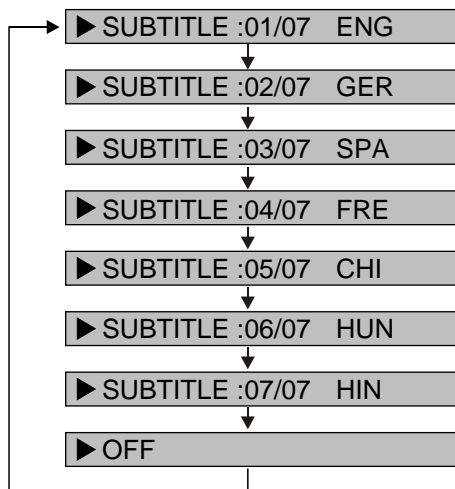 ▶ SUBTITLE :01/07 ENG
▶ SUBTITLE :02/07 GER
▶ SUBTITLE :03/07 SPA
▶ SUBTITLE :04/07 FRE
▶ SUBTITLE :05/07 CHI
▶ SUBTITLE :06/07 HUN
▶ SUBTITLE :07/07 HIN
▶ OFF